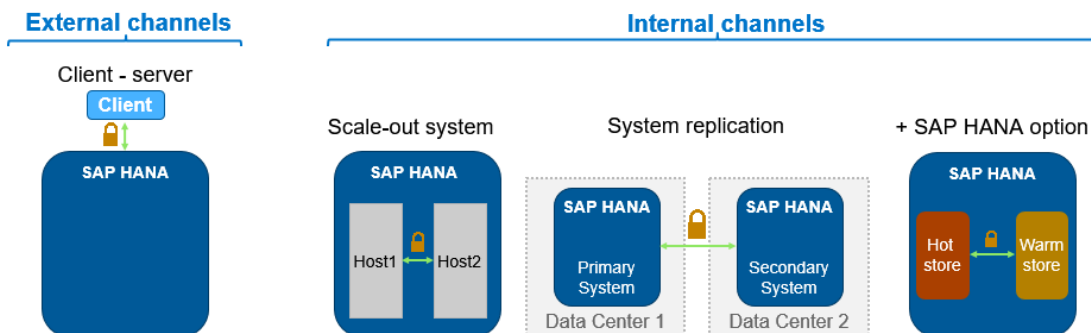 External channels
Internal channels
Client - server
Client
SAP HANA
Scale-out system
SAP HANA
Host1
Host2
System replication
SAP HANA
Primary
System
Data Center 1
SAP HANA
Secondary
System
Data Center 2
+ SAP HANA option
SAP HANA
Hot
store
Warm
store